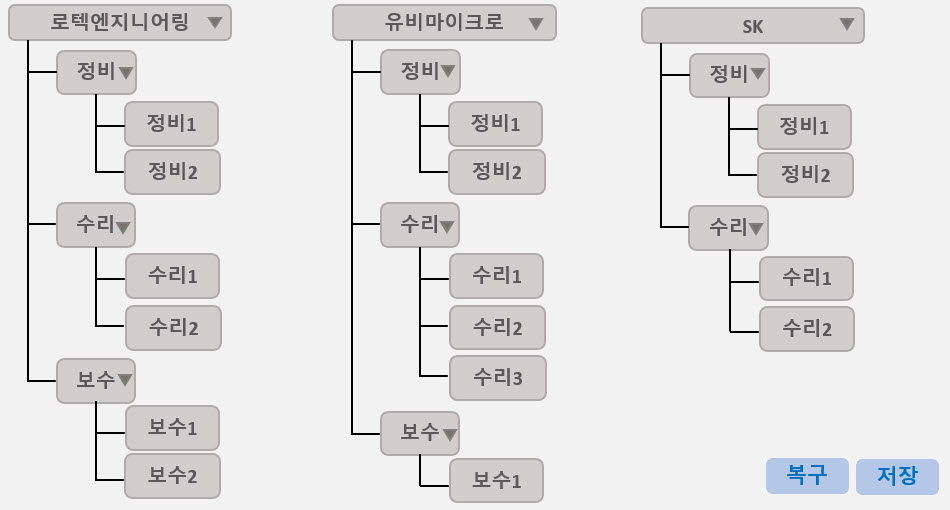 로텍엔지니어링
정비
정비1
정비2
수리
수리1
수리2
보수
보수1
보수2
유비마이크로
정비
정비1
정비2
수리
수리1
수리2
수리3
보수
보수1
SK
정비
정비1
정비2
수리
수리1
수리2
복구
저장